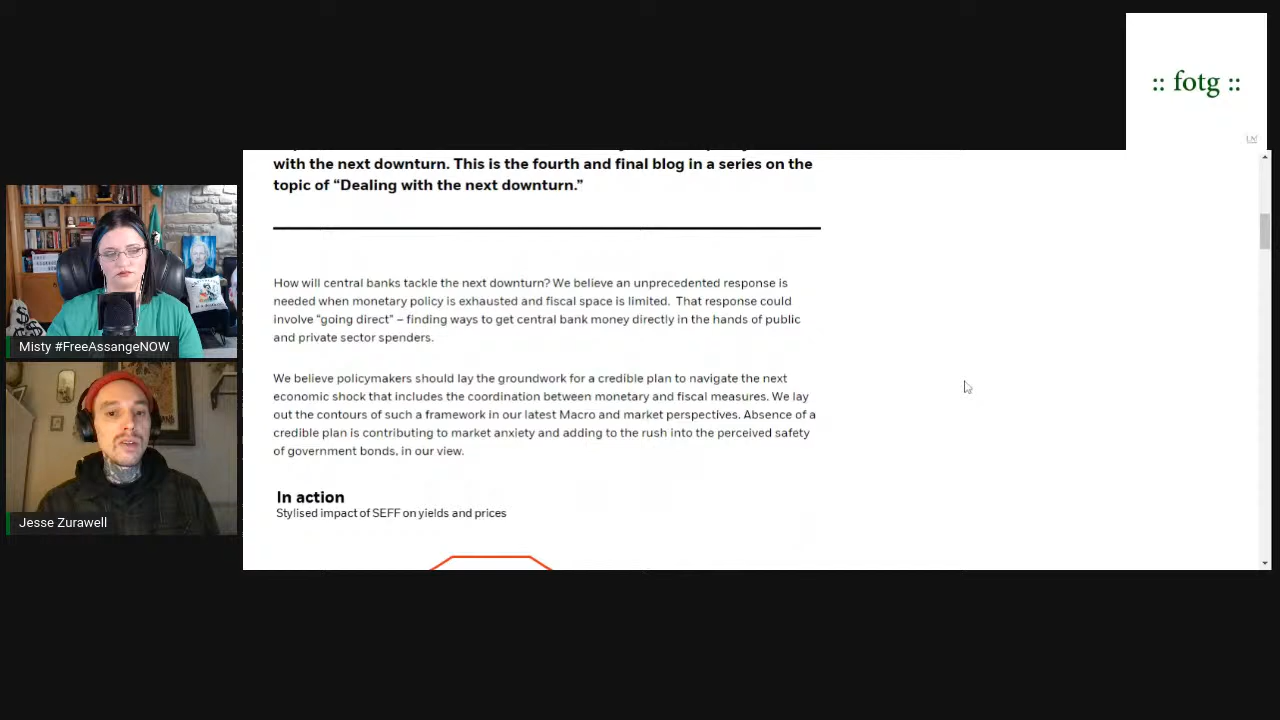 :: fotg ::
with the next downturn. This is the fourth and final blog in a series on the
topic of “Dealing with the next downturn.”
How will central banks tackle the next downturn? We believe an unprecedented response is
needed when monetary policy is exhausted and fiscal space is limited. That response could
involve “going direct” – finding ways to get central bank money directly in the hands of public
and private sector spenders.
We believe policymakers should lay the groundwork for a credible plan to navigate the next
economic shock that includes the coordination between monetary and fiscal measures. We lay
out the contours of such a framework in our latest Macro and market perspectives. Absence of a
credible plan is contributing to market anxiety and adding to the rush into the perceived safety
of government bonds, in our view.
In action
Stylised impact of SEFF on yields and prices
Misty #FreeAssangeNOW
Jesse Zurawell